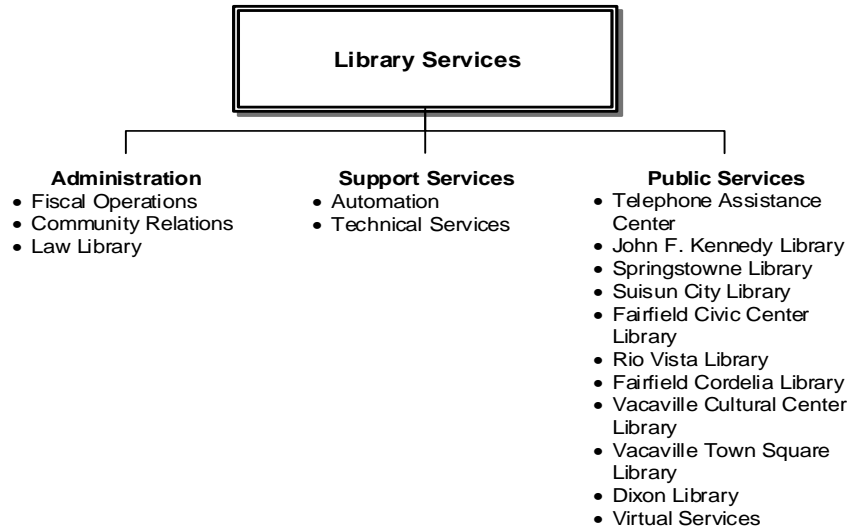 Library Services
Administration
• Fiscal Operations
• Community Relations
• Law Library
Support Services
• Automation
• Technical Services
Public Services
• Telephone Assistance
Center
• John F. Kennedy Library
• Springstowne Library
• Suisun City Library
• Fairfield Civic Center
Library
• Rio Vista Library
• Fairfield Cordelia Library
• Vacaville Cultural Center
Library
• Vacaville Town Square
Library
• Dixon Library
• Virtual Services